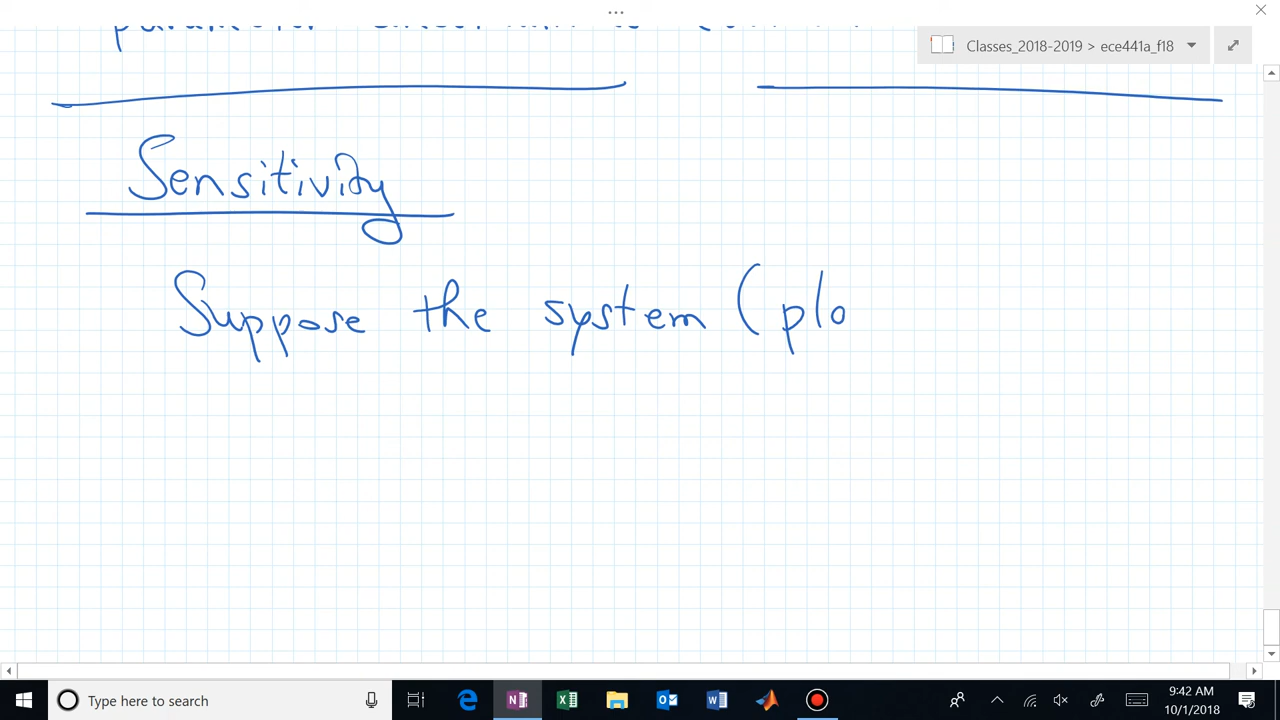 Classes_2018-2019 > ece441a_f18
Sensitivity
Suppose the system (plo
Type here to search
9:42 AM
10/1/2018